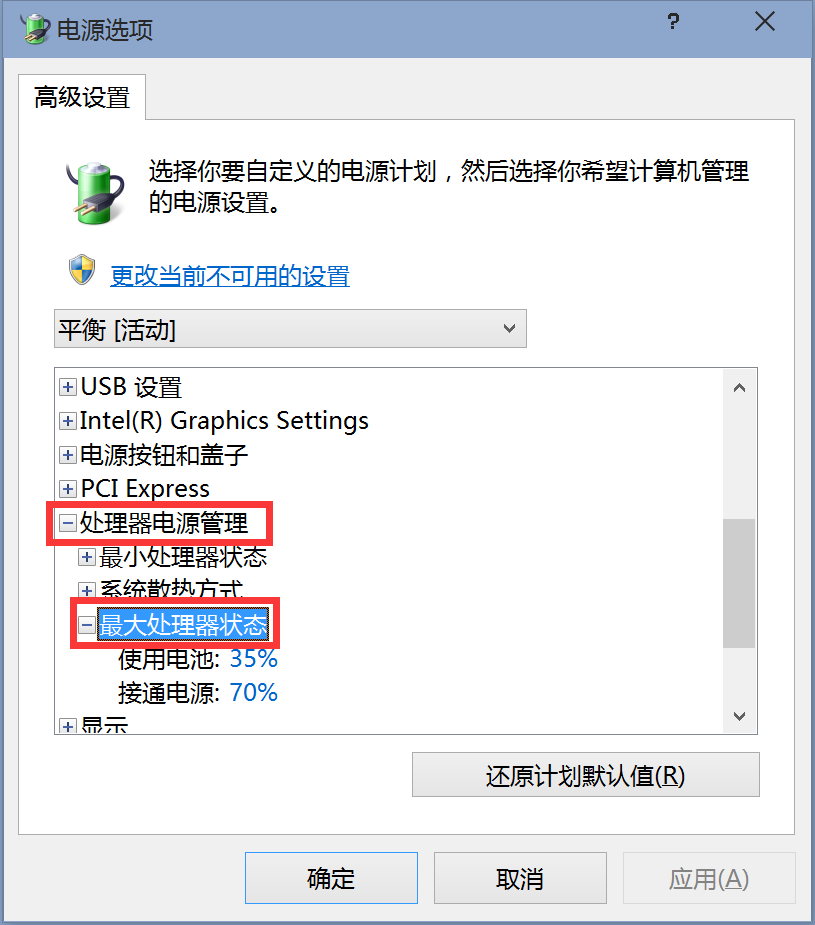 电源选项
?
高级设置
选择你要自定义的电源计划，然后选择你希望计算机管理
的电源设置。
更改当前不可用的设置
平衡 [活动]
USB 设置
Intel(R) Graphics Settings
电源按钮和盖子
PCI Express
处理器电源管理
最小处理器状态
系统散热方式
最大处理器状态
使用电池: 35%
接通电源: 70%
显示
还原计划默认值(R)
确定
取消
应用(A)